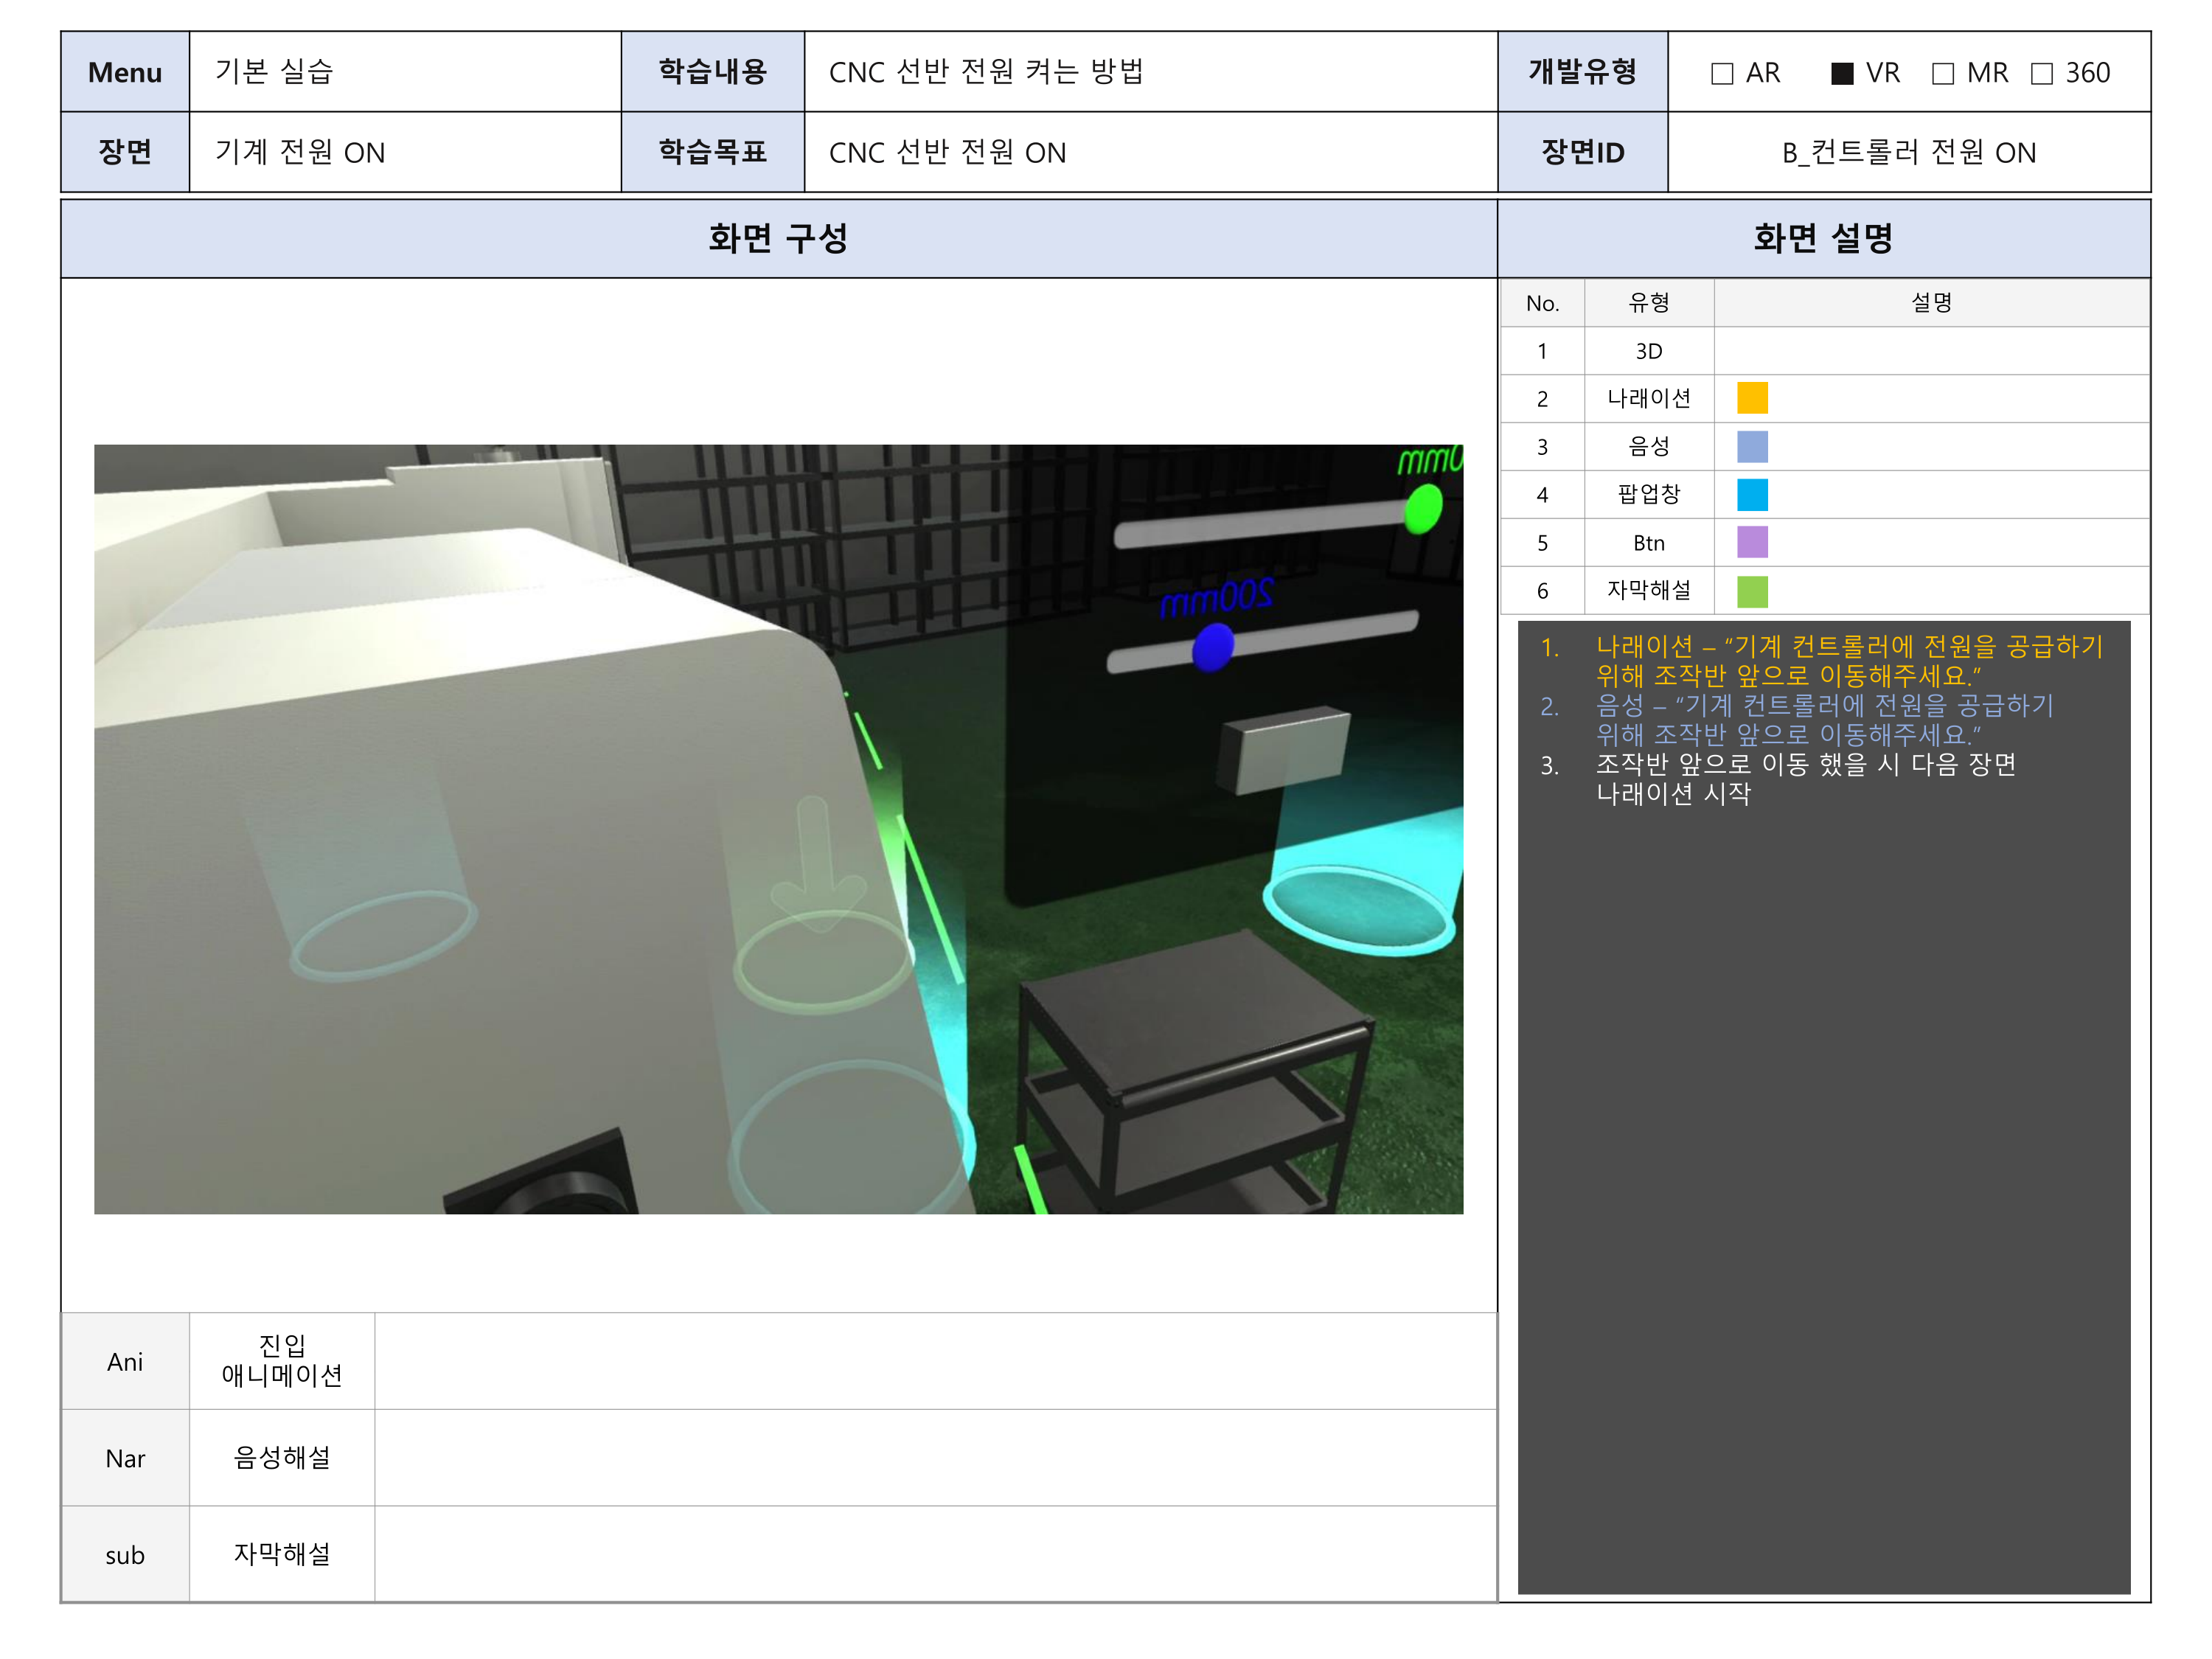 Menu 기본 실습 학습내용 CNC 선반 전원 켜는 방법 개발유형 □ AR ■ VR □ MR □ 360
장면 기계 전원 ON 학습목표 CNC 선반 전원 ON 장면ID B_컨트롤러 전원 ON
화면 구성 화면 설명
No. 유형 설명
1 3D
2 나래이션
3 음성
4 팝업창
5 Btn
6 자막해설
0mm
200mm
1. 나래이션 – “기계 컨트롤러에 전원을 공급하기
위해 조작반 앞으로 이동해주세요.”
2. 음성 – “기계 컨트롤러에 전원을 공급하기
위해 조작반 앞으로 이동해주세요.”
3. 조작반 앞으로 이동 했을 시 다음 장면
나래이션 시작
Ani 진입
애니메이션
Nar 음성해설
sub 자막해설